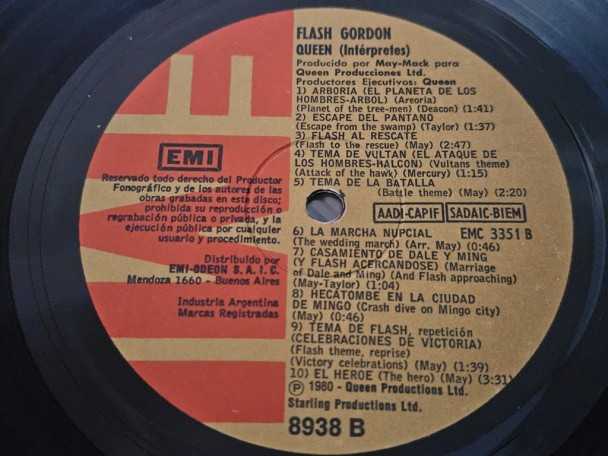 FLASH GORDON
QUEEN (Intérpretes)
Producido por May-Mack para
Queen Producciones Ltd.
Productores Ejecutivos: Queen
1) ARBORIA (EL PLANETA DE LOS
HOMBRES-ARBOL) (Areoria)
(Planet of the tree-men) (Deacon) (1:41)
2) ESCAPE DEL PANTANO
(Escape from the swamp) (Taylor) (1:37)
3) FLASH AL RESCATE
(Flash to the rescue) (May) (2:47)
4) TEMA DE VULTAN (EL ATAQUE DE
LOS HOMBRES-HALCON) (Vultans theme)
(Attack of the hawk) (Mercury) (1:15)
5) TEMA DE LA BATALLA
(Battle theme) (May) (2:20)
AADI-CAPIF SADAIC-BIEM
6) LA MARCHA NUPCIAL EMC 3351 B
(The wedding march) (Arr. May) (0:46)
7) CASAMIENTO DE DALE Y MING
(Y FLASH ACERCANDOSE) (Marriage
of Dale and Ming) (And Flash approaching)
(May-Taylor) (1:04)
8) HECATOMBE EN LA CIUDAD
DE MINGO (Crash dive on Mingo city)
(May) (0:46)
9) TEMA DE FLASH, repetición
(CELEBRACIONES DE VICTORIA)
(Flash theme, reprise)
(Victory celebrations) (May) (1:39)
10) EL HEROE (The hero) (May) (3:31)
Ⓟ 1980 - Queen Productions Ltd.
Starling Productions Ltd.
8938 B
EMI
Reservado todo derecho del Productor
Fonográfico y de los autores de las
obras grabadas en este disco;
prohibida su reproducción o
regrabación pública o privada, y la
ejecución pública por cualquier
usuario y procedimiento.
Distribuido por
EMI-ODEON S.A.I.C.
Mendoza 1660 - Buenos Aires
Industria Argentina
Marcas Registradas